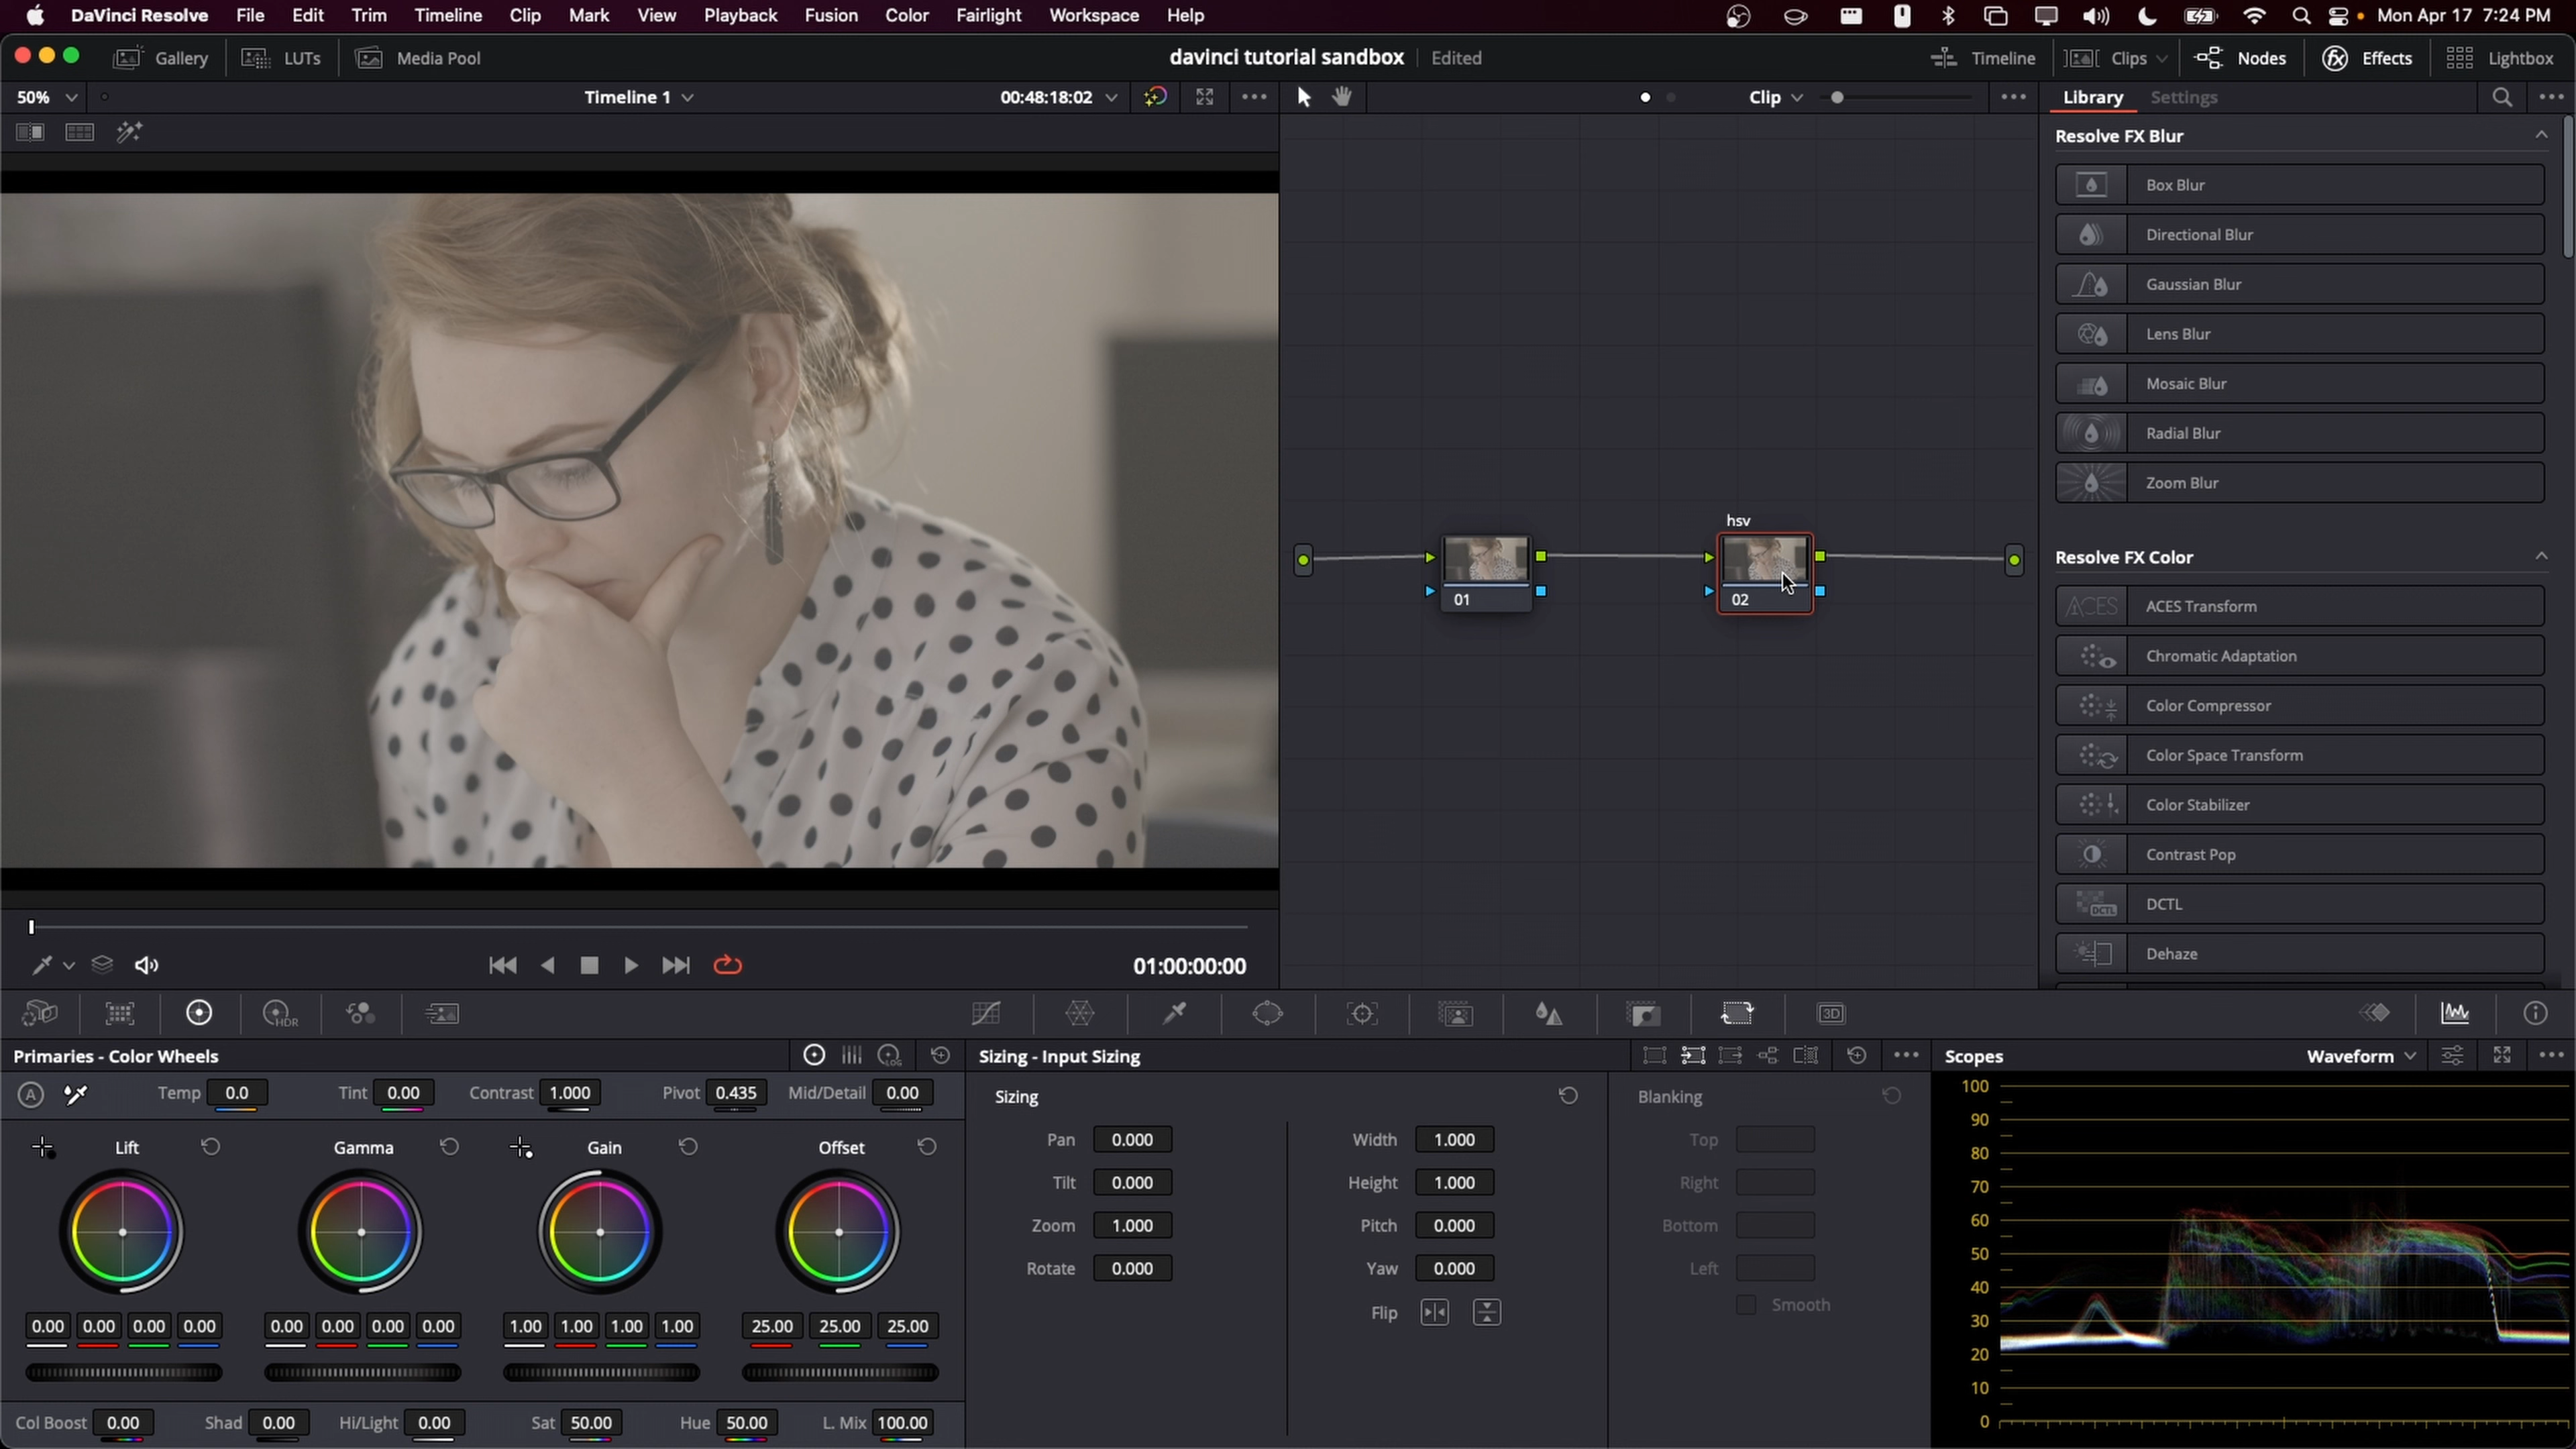 DaVinci Resolve File Edit Trim Timeline Clip Mark View Playback Fusion Color Fairlight Workspace Help Mon Apr 17 7:24 PM
Gallery LUTs Media Pool davinci tutorial sandbox Edited Timeline Clips Nodes Effects Lightbox
50% Timeline 1 00:48:18:02 Clip Library Settings
Resolve FX Blur
Box Blur
Directional Blur
Gaussian Blur
Lens Blur
Mosaic Blur
Radial Blur
Zoom Blur
hsv
01 02
Resolve FX Color
ACES ACES Transform
Chromatic Adaptation
Color Compressor
Color Space Transform
Color Stabilizer
Contrast Pop
DCTL DCTL
Dehaze
01:00:00:00
HDR 3D
Primaries - Color Wheels LOG Sizing - Input Sizing Scopes Waveform
A Temp 0.0 Tint 0.00 Contrast 1.000 Pivot 0.435 Mid/Detail 0.00
Lift Gamma Gain Offset
0.00 0.00 0.00 0.00 0.00 0.00 0.00 0.00 1.00 1.00 1.00 1.00 25.00 25.00 25.00
Col Boost 0.00 Shad 0.00 Hi/Light 0.00 Sat 50.00 Hue 50.00 L. Mix 100.00
Sizing Blanking
Pan 0.000 Width 1.000 Top
Tilt 0.000 Height 1.000 Right
Zoom 1.000 Pitch 0.000 Bottom
Rotate 0.000 Yaw 0.000 Left
Flip Smooth
100
90
80
70
60
50
40
30
20
10
0